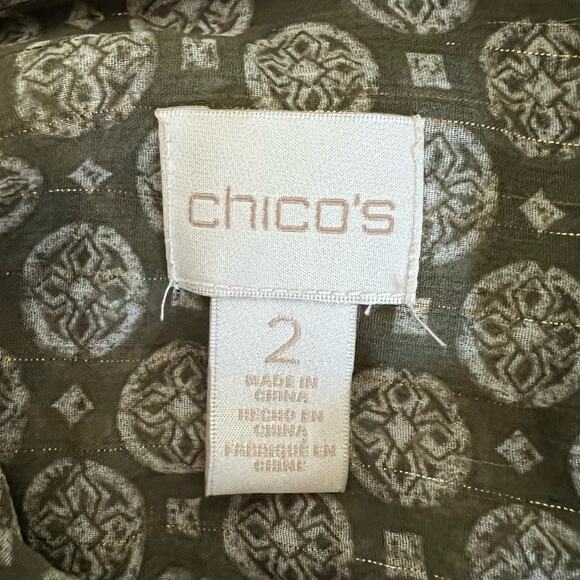 chico's
2
MADE IN
CHINA
HECHO EN
CHINA
FABRIQUÉ EN
CHINE